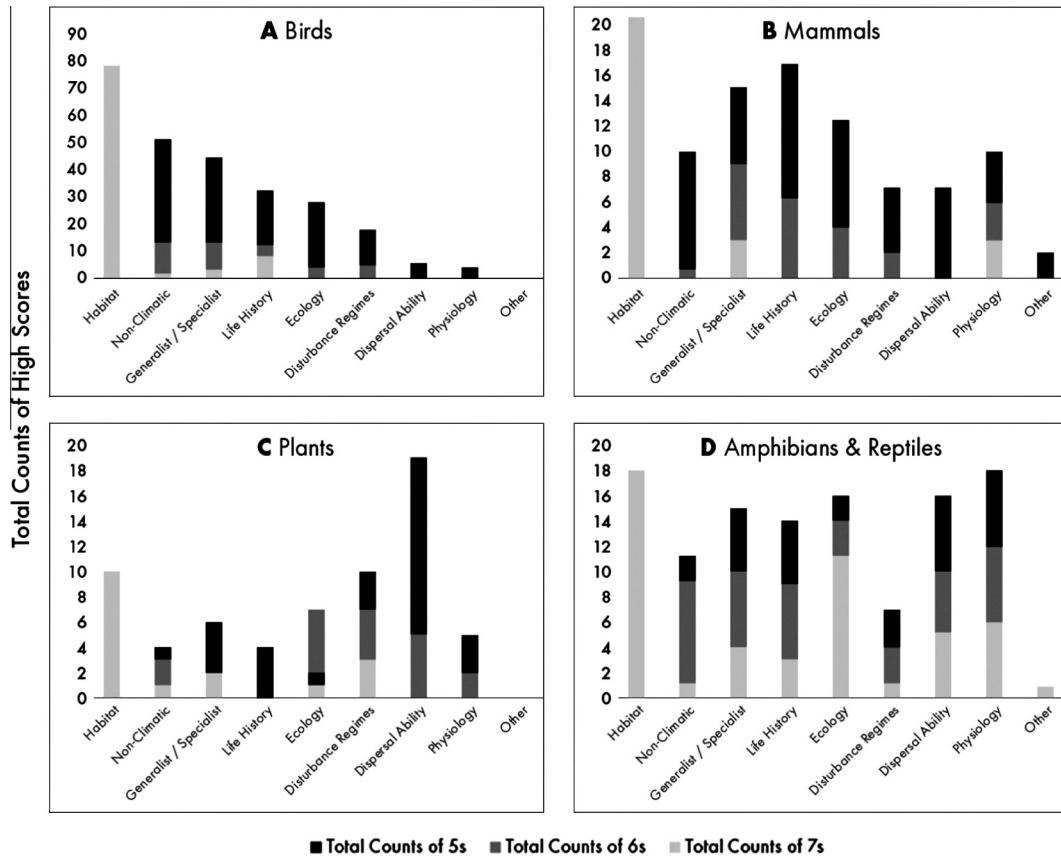 Total Counts of High Scores
A Birds
90
80
70
60
50
40
30
20
10
0
Habitat
Non-Climatic
Generalist / Specialist
Life History
Ecology
Disturbance Regimes
Dispersal Ability
Physiology
Other
B Mammals
20
18
16
14
12
10
8
6
4
2
0
Habitat
Non-Climatic
Generalist / Specialist
Life History
Ecology
Disturbance Regimes
Dispersal Ability
Physiology
Other
C Plants
20
18
16
14
12
10
8
6
4
2
0
Habitat
Non-Climatic
Generalist / Specialist
Life History
Ecology
Disturbance Regimes
Dispersal Ability
Physiology
Other
D Amphibians & Reptiles
20
18
16
14
12
10
8
6
4
2
0
Habitat
Non-Climatic
Generalist / Specialist
Life History
Ecology
Disturbance Regimes
Dispersal Ability
Physiology
Other
Total Counts of 5s Total Counts of 6s Total Counts of 7s